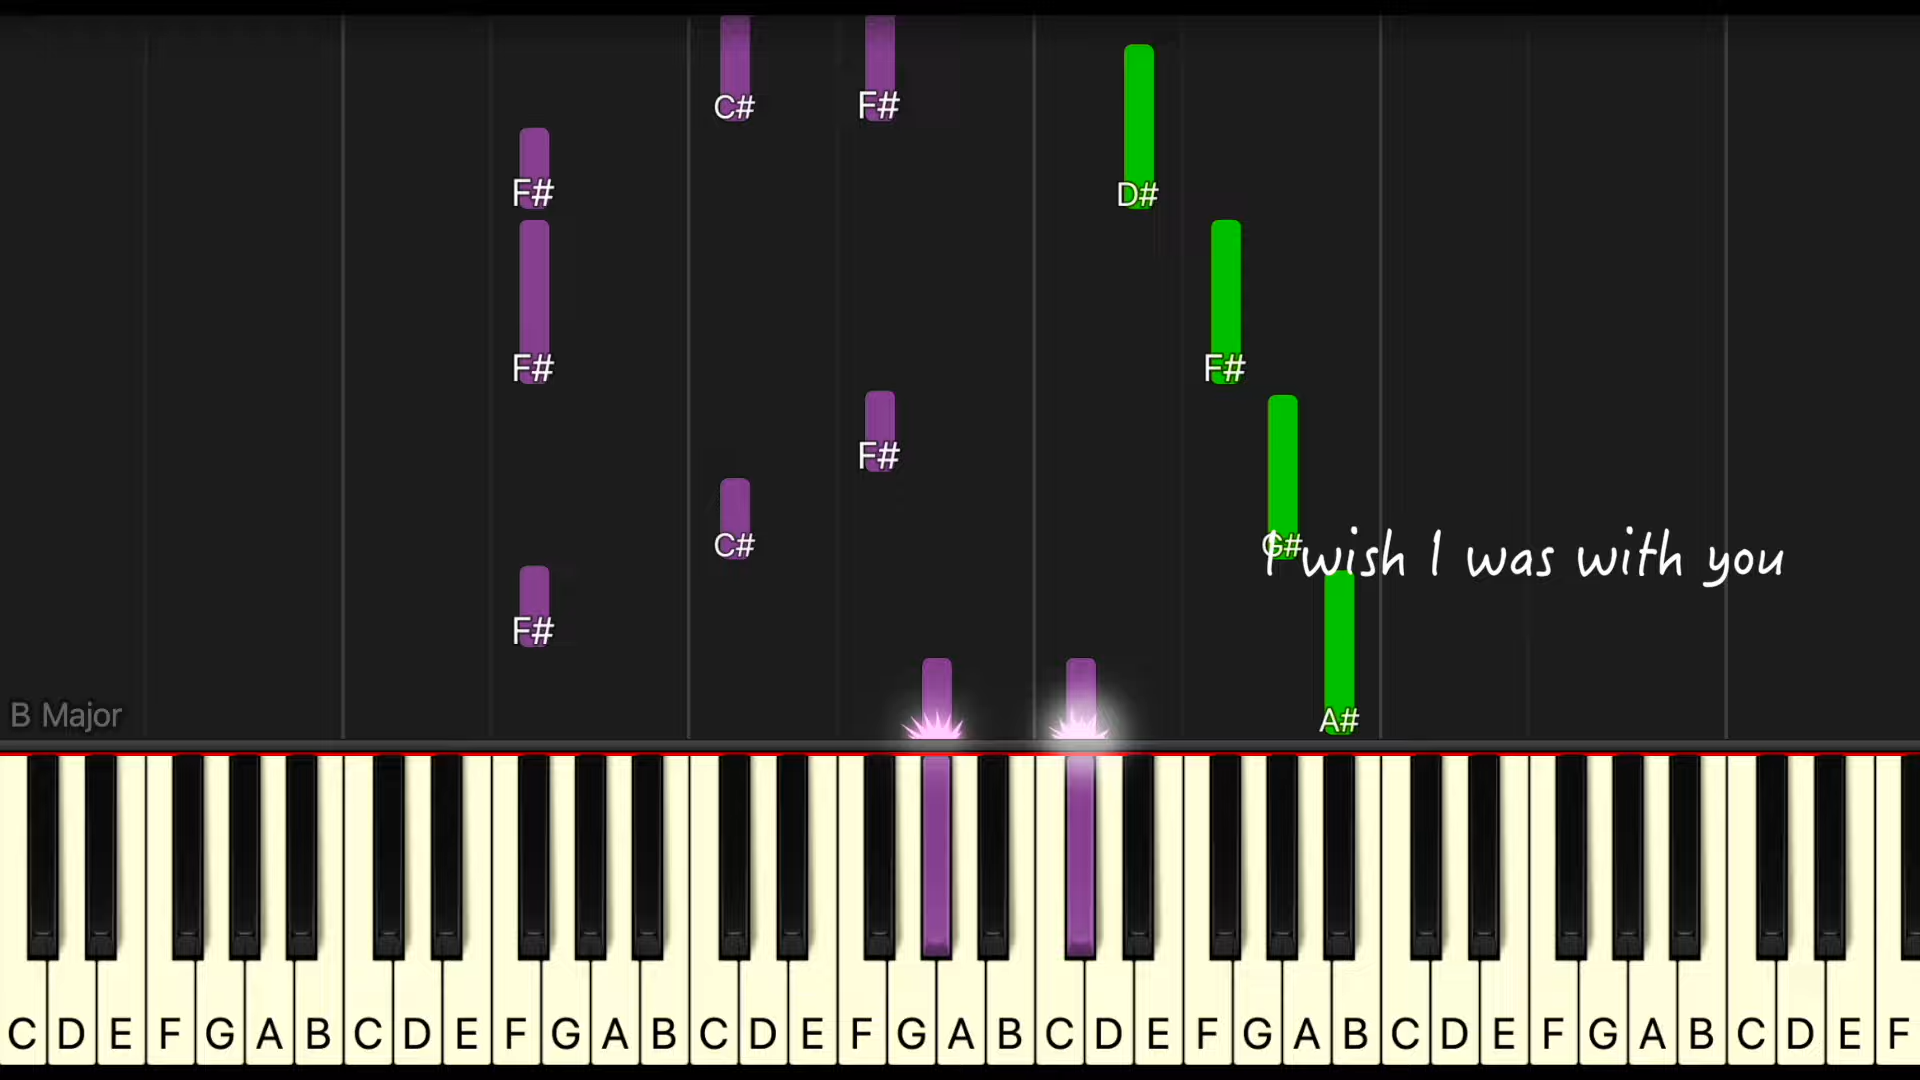 C# F#
F# D#
F# F#
F#
C# G# I wish I was with you
F#
B Major A#
C D E F G A B C D E F G A B C D E F G A B C D E F G A B C D E F G A B C D E F